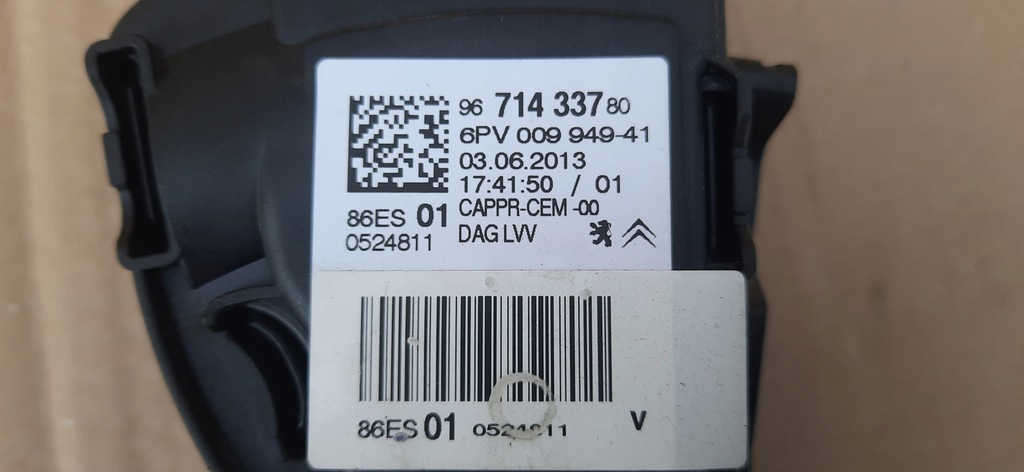 96 714 337 80
6PV 009 949-41
03.06.2013
17:41:50 / 01
CAPPR-CEM -00
DAG LVV
86ES 01
0524811
86ES 01 0524811 V